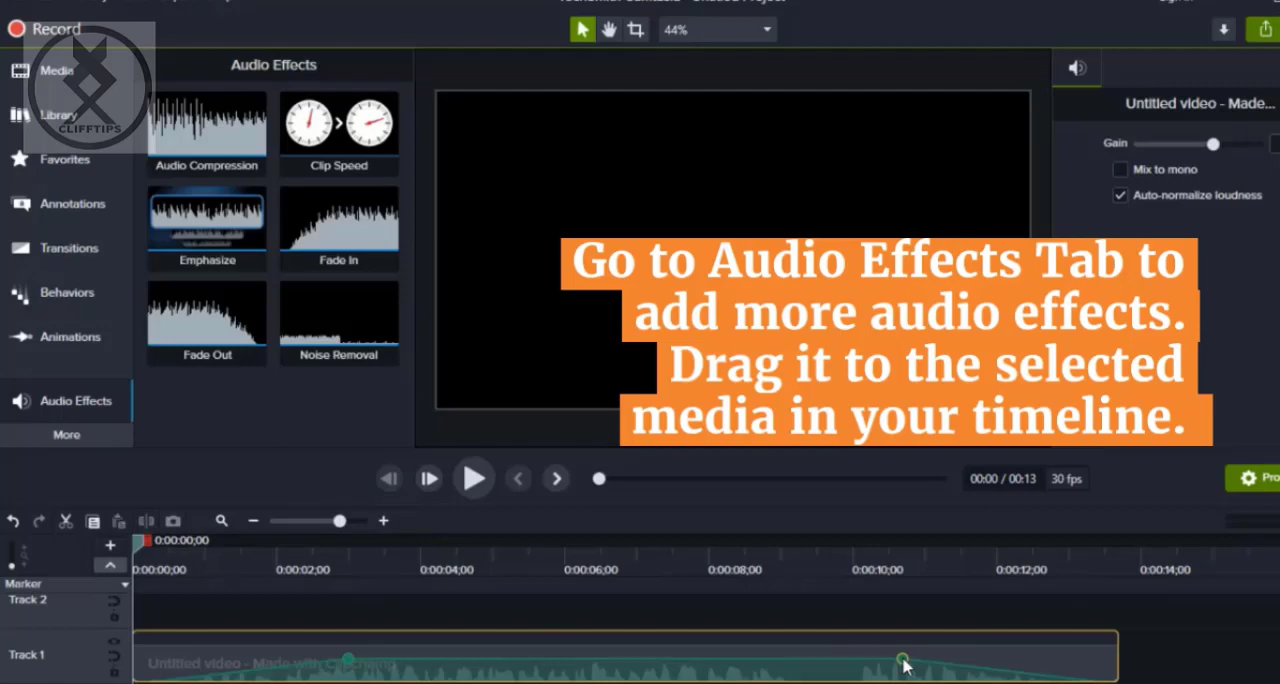 Record
44%
Media
Library
Favorites
Annotations
Transitions
Behaviors
Animations
Audio Effects
More
CLIFFTIPS
Audio Effects
Audio Compression
Clip Speed
Emphasize
Fade In
Fade Out
Noise Removal
Untitled video - Made...
Gain
Mix to mono
Auto-normalize loudness
Go to Audio Effects Tab to
add more audio effects.
Drag it to the selected
media in your timeline.
00:00 / 00:13
30 fps
0:00:00;00
0:00:00;00
0:00:02;00
0:00:04;00
0:00:06;00
0:00:08;00
0:00:10;00
0:00:12;00
0:00:14;00
Marker
Track 2
Track 1
Untitled video - Made with Clipchamp